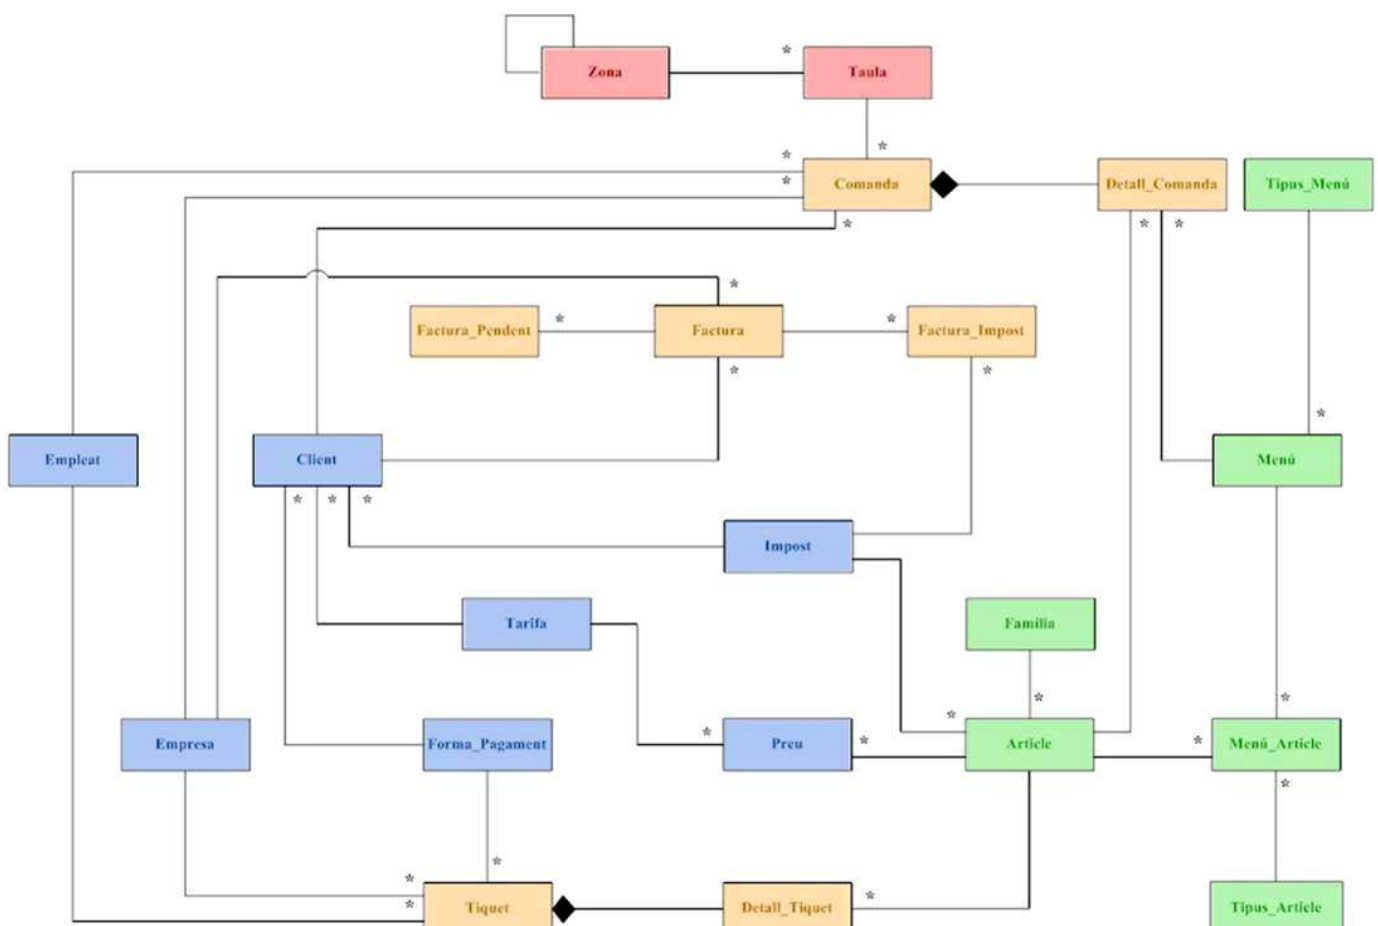 Zona
*
Taula
*
*
Comanda
*
Detall_Comanda
Tipus_Menú
*
*
*
*
Factura_Pendent
*
Factura
*
Factura_Impost
*
*
*
Empleat
Client
Menú
*
*
*
Impost
Tarifa
Família
*
*
*
*
*
Empresa
Forma_Pagament
Preu
*
Article
*
Menú_Article
*
*
*
*
Tiquet
Detall_Tiquet
*
Tipus_Article